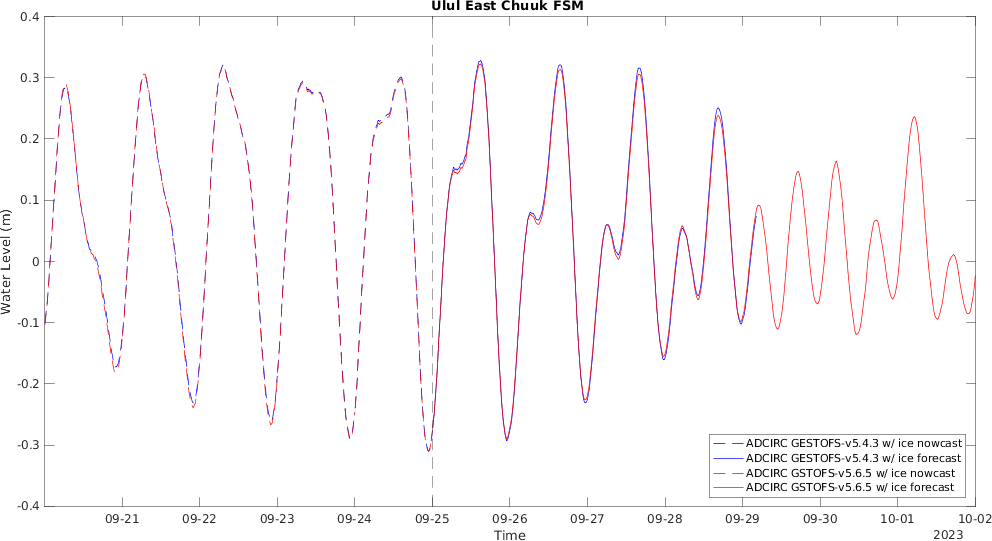 Ulul East Chuuk FSM
0.4
0.3
0.2
0.1
0
-0.1
-0.2
-0.3
-0.4
Water Level (m)
ADCIRC GESTOFS-v5.4.3 w/ ice nowcast
ADCIRC GESTOFS-v5.4.3 w/ ice forecast
ADCIRC GSTOFS-v5.6.5 w/ ice nowcast
ADCIRC GSTOFS-v5.6.5 w/ ice forecast
09-21 09-22 09-23 09-24 09-25 09-26 09-27 09-28 09-29 09-30 10-01 10-02
Time
2023